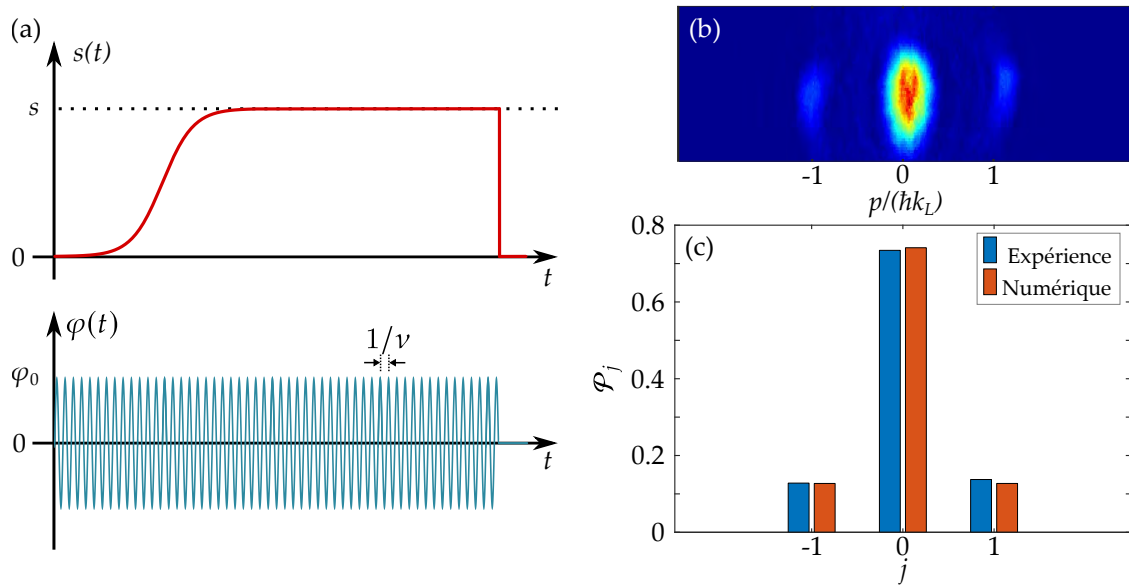 (a)
s(t)
s
0
t
φ(t)
1/ν
φ₀
0
t
(b)
-1 0 1
p/(ħk_L)
(c)
Expérience
Numérique
𝒫_j
0.8
0.6
0.4
0.2
0
-1 0 1
j